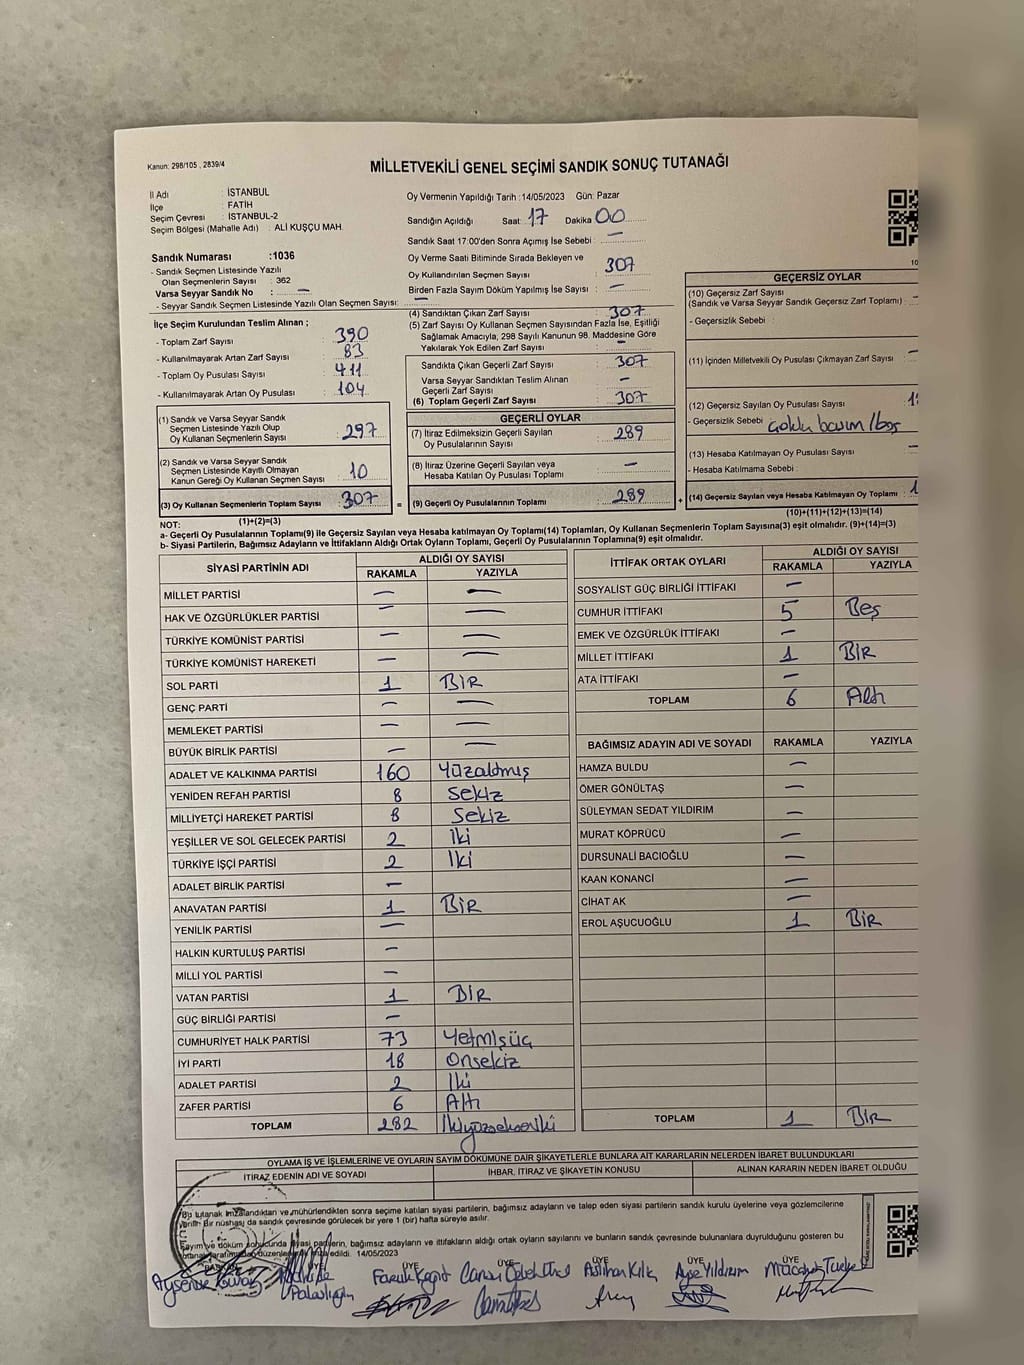 Kanun: 298/105 , 2839/4
MİLLETVEKİLİ GENEL SEÇİMİ SANDIK SONUÇ TUTANAĞI
İl Adı : İSTANBUL
İlçe : FATİH
Seçim Çevresi : İSTANBUL-2
Seçim Bölgesi (Mahalle Adı) : ALİ KUŞÇU MAH.
Oy Vermenin Yapıldığı Tarih :14/05/2023 Gün: Pazar
Sandığın Açıldığı Saat: 17 Dakika 00
Sandık Saat 17:00'den Sonra Açımış İse Sebebi : —
Sandık Numarası :1036
- Sandık Seçmen Listesinde Yazılı
Olan Seçmenlerin Sayısı : 362
Varsa Seyyar Sandık No : —
- Seyyar Sandık Seçmen Listesinde Yazılı Olan Seçmen Sayısı: —
Oy Verme Saati Bitiminde Sırada Bekleyen ve
Oy Kullandırılan Seçmen Sayısı : 307
Birden Fazla Sayım Döküm Yapılmış İse Sayısı : —
İlçe Seçim Kurulundan Teslim Alınan ;
- Toplam Zarf Sayısı : 390
- Kullanılmayarak Artan Zarf Sayısı : 83
- Toplam Oy Pusulası Sayısı : 411
- Kullanılmayarak Artan Oy Pusulası : 104
(1) Sandık ve Varsa Seyyar Sandık
Seçmen Listesinde Yazılı Olup
Oy Kullanan Seçmenlerin Sayısı : 297
(2) Sandık ve Varsa Seyyar Sandık
Seçmen Listesinde Kayıtlı Olmayan
Kanun Gereği Oy Kullanan Seçmen Sayısı : 10
(3) Oy Kullanan Seçmenlerin Toplam Sayısı : 307
(1)+(2)=(3)
(4) Sandıktan Çıkan Zarf Sayısı : 307
(5) Zarf Sayısı Oy Kullanan Seçmen Sayısından Fazla İse, Eşitliği
Sağlamak Amacıyla, 298 Sayılı Kanunun 98. Maddesine Göre
Yakılarak Yok Edilen Zarf Sayısı : —
Sandıkta Çıkan Geçerli Zarf Sayısı : 307
Varsa Seyyar Sandıktan Teslim Alınan
Geçerli Zarf Sayısı : —
(6) Toplam Geçerli Zarf Sayısı : 307
GEÇERLİ OYLAR
(7) İtiraz Edilmeksizin Geçerli Sayılan
Oy Pusulalarının Sayısı : 289
(8) İtiraz Üzerine Geçerli Sayılan veya
Hesaba Katılan Oy Pusulası Toplamı : —
= (9) Geçerli Oy Pusulalarının Toplamı : 289
GEÇERSİZ OYLAR
(10) Geçersiz Zarf Sayısı
(Sandık ve Varsa Seyyar Sandık Geçersiz Zarf Toplamı) : —
- Geçersizlik Sebebi :
(11) İçinden Milletvekili Oy Pusulası Çıkmayan Zarf Sayısı : —
(12) Geçersiz Sayılan Oy Pusulası Sayısı :
- Geçersizlik Sebebi :
(13) Hesaba Katılmayan Oy Pusulası Sayısı : —
- Hesaba Katılmama Sebebi :
+ (14) Geçersiz Sayılan veya Hesaba Katılmayan Oy Toplamı :
(10)+(11)+(12)+(13)=(14)
NOT:
a- Geçerli Oy Pusulalarının Toplamı(9) ile Geçersiz Sayılan veya Hesaba katılmayan Oy Toplamı(14) Toplamları, Oy Kullanan Seçmenlerin Toplam Sayısına(3) eşit olmalıdır. (9)+(14)=(3)
b- Siyasi Partilerin, Bağımsız Adayların ve İttifakların Aldığı Ortak Oyların Toplamı, Geçerli Oy Pusulalarının Toplamına(9) eşit olmalıdır.
SİYASİ PARTİNİN ADI ALDIĞI OY SAYISI
RAKAMLA YAZIYLA
MİLLET PARTİSİ — —
HAK VE ÖZGÜRLÜKLER PARTİSİ — —
TÜRKİYE KOMÜNİST PARTİSİ — —
TÜRKİYE KOMÜNİST HAREKETİ — —
SOL PARTİ 1 BİR
GENÇ PARTİ — —
MEMLEKET PARTİSİ — —
BÜYÜK BİRLİK PARTİSİ — —
ADALET VE KALKINMA PARTİSİ 160 Yüzaltmış
YENİDEN REFAH PARTİSİ 8 Sekiz
MİLLİYETÇİ HAREKET PARTİSİ 8 Sekiz
YEŞİLLER VE SOL GELECEK PARTİSİ 2 İki
TÜRKİYE İŞÇİ PARTİSİ 2 İki
ADALET BİRLİK PARTİSİ —
ANAVATAN PARTİSİ 1 BİR
YENİLİK PARTİSİ —
HALKIN KURTULUŞ PARTİSİ —
MİLLİ YOL PARTİSİ —
VATAN PARTİSİ 1 BİR
GÜÇ BİRLİĞİ PARTİSİ —
CUMHURİYET HALK PARTİSİ 73 Yetmişüç
İYİ PARTİ 18 Onsekiz
ADALET PARTİSİ 2 İki
ZAFER PARTİSİ 6 Altı
TOPLAM 282 İkiyüzseksenİki
İTTİFAK ORTAK OYLARI ALDIĞI OY SAYISI
RAKAMLA YAZIYLA
SOSYALİST GÜÇ BİRLİĞİ İTTİFAKI —
CUMHUR İTTİFAKI 5 Beş
EMEK VE ÖZGÜRLÜK İTTİFAKI —
MİLLET İTTİFAKI 1 BİR
ATA İTTİFAKI —
TOPLAM 6 Altı
BAĞIMSIZ ADAYIN ADI VE SOYADI RAKAMLA YAZIYLA
HAMZA BULDU —
ÖMER GÖNÜLTAŞ —
SÜLEYMAN SEDAT YILDIRIM —
MURAT KÖPRÜCÜ —
DURSUNALİ BACIOĞLU —
KAAN KONANCİ —
CİHAT AK —
EROL AŞUCUOĞLU 1 BİR
TOPLAM 1 BİR
OYLAMA İŞ VE İŞLEMLERİNE VE OYLARIN SAYIM DÖKÜMÜNE DAİR ŞİKAYETLERLE BUNLARA AİT KARARLARIN NELERDEN İBARET BULUNDUKLARI
İTİRAZ EDENİN ADI VE SOYADI İHBAR, İTİRAZ VE ŞİKAYETİN KONUSU ALINAN KARARIN NEDEN İBARET OLDUĞU
Bu tutanak imzalandıktan ve mühürlendikten sonra seçime katılan siyasi partilerin, bağımsız adayların ve talep eden siyasi partilerin sandık kurulu üyelerine veya gözlemcilerine
verilir. Bir nüshası da sandık çevresinde görülecek bir yere 1 (bir) hafta süreyle asılır.
Sayım ve döküm sonucunda siyasi partilerin, bağımsız adayların ve ittifakların aldığı ortak oyların sayılarını ve bunların sandık çevresinde bulunanlara duyrulduğunu gösteren bu
tutanak tarafımızdan düzenlenerek imza edildi. 14/05/2023
ÜYE ÜYE ÜYE ÜYE ÜYE
Aslıhan Kılıç Ayşe Yıldırım